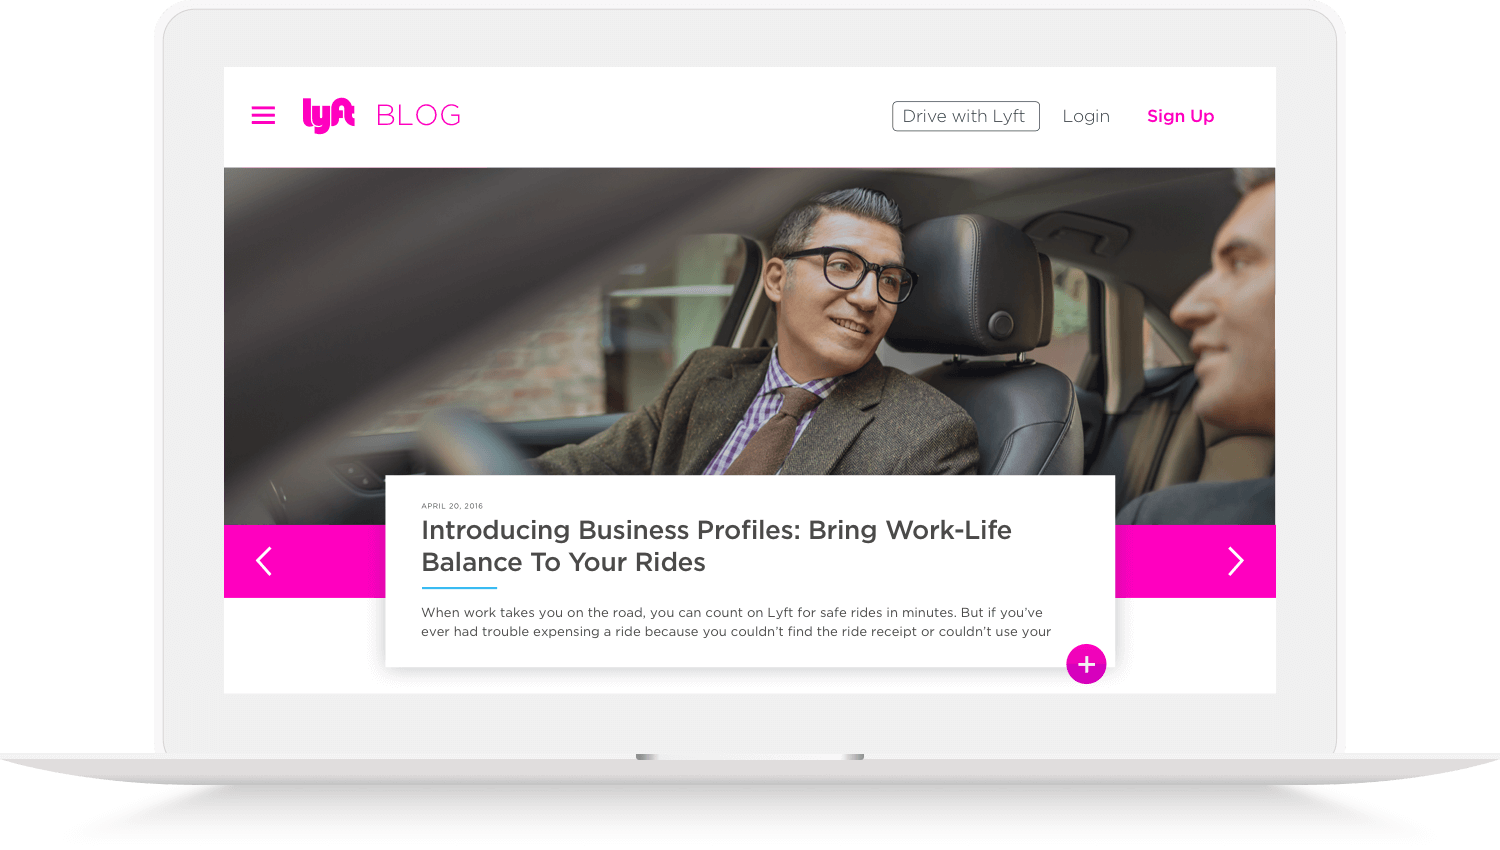 lyft BLOG
Drive with Lyft Login Sign Up
APRIL 20, 2016
Introducing Business Profiles: Bring Work-Life
Balance To Your Rides
When work takes you on the road, you can count on Lyft for safe rides in minutes. But if you’ve
ever had trouble expensing a ride because you couldn’t find the ride receipt or couldn’t use your